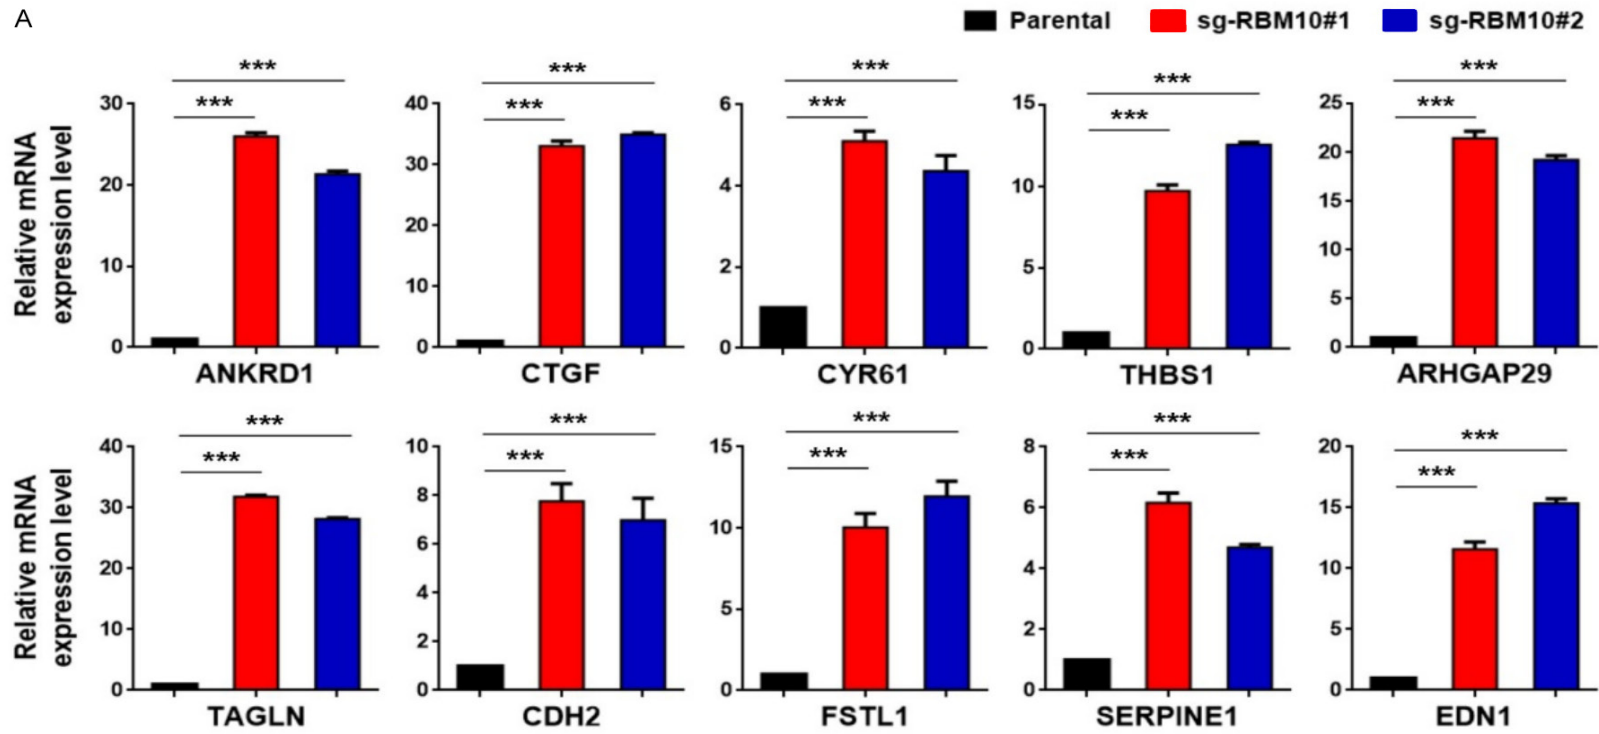 A
Parental sg-RBM10#1 sg-RBM10#2
Relative mRNA
expression level
*** *** *** *** ***
*** *** *** *** ***
30 40 6 15 25
20 30 4 10 20
10 20 2 5 15
0 10 0 0 10
0 5
0
ANKRD1 CTGF CYR61 THBS1 ARHGAP29
Relative mRNA
expression level
*** *** *** *** ***
*** *** *** *** ***
40 10 15 8 20
30 8 10 6 15
20 6 5 4 10
10 4 0 2 5
0 2 0 0
0
TAGLN CDH2 FSTL1 SERPINE1 EDN1